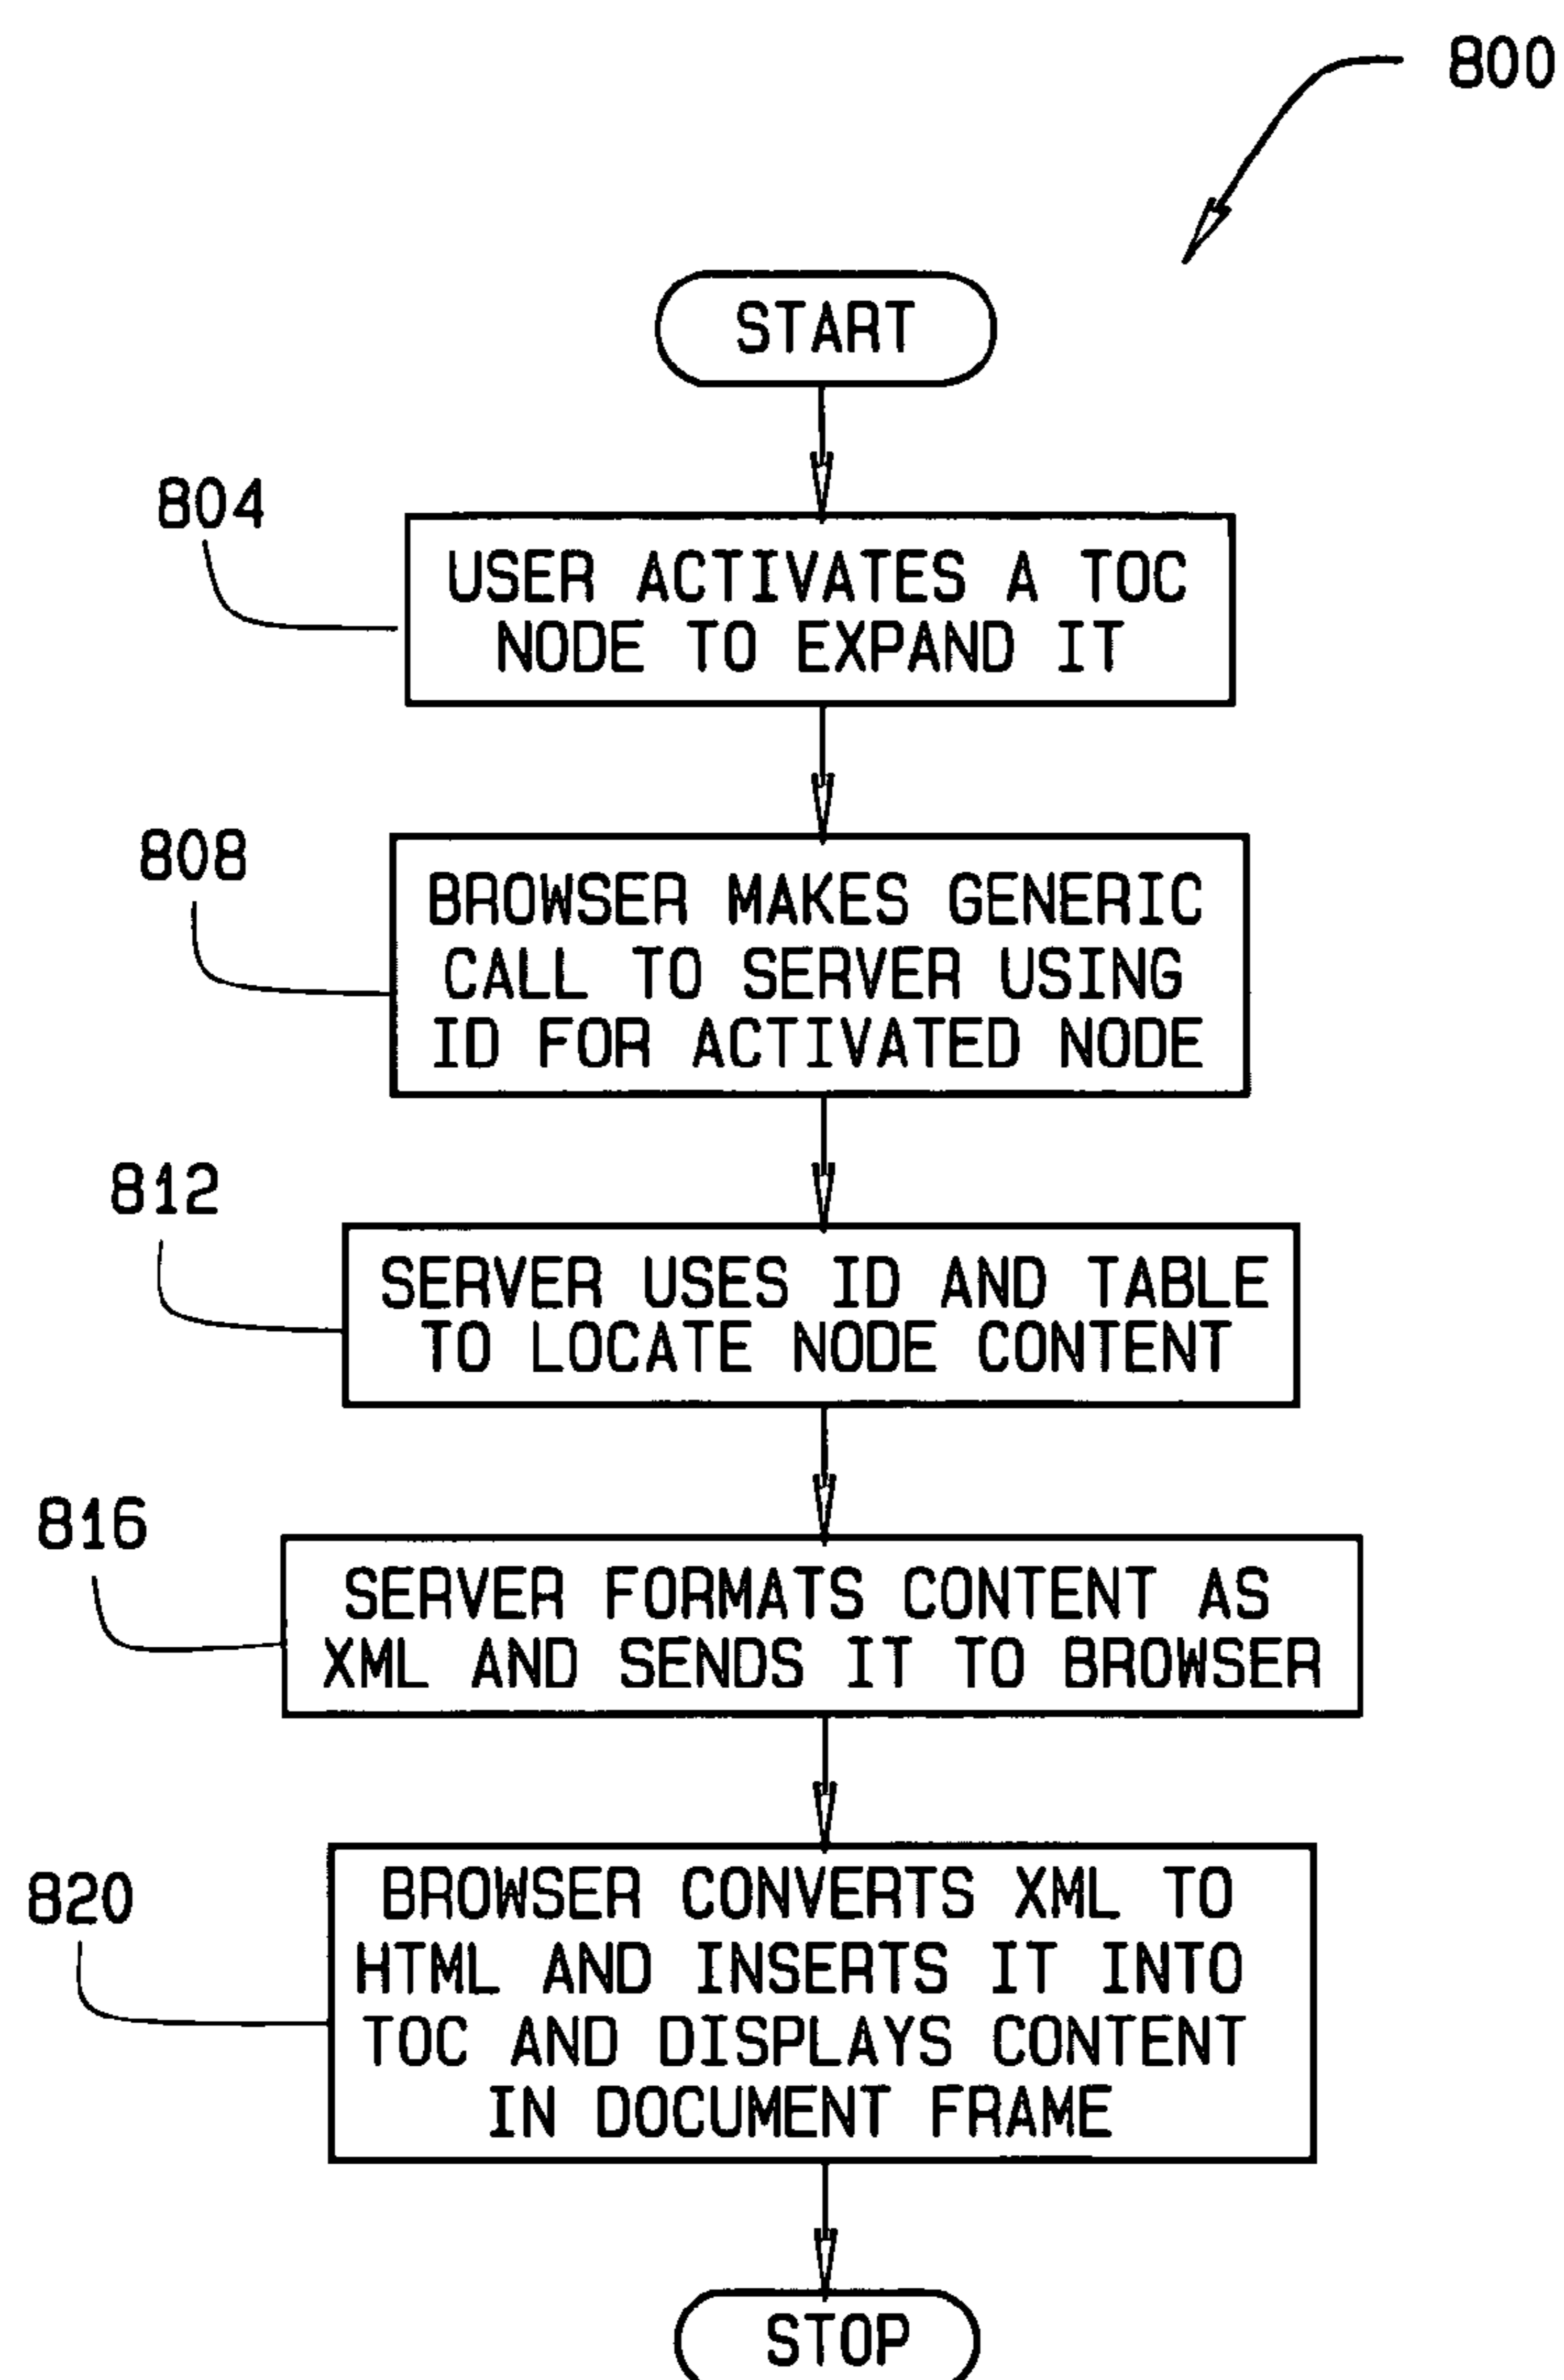 800
START
804
USER ACTIVATES A TOC
NODE TO EXPAND IT
808
BROWSER MAKES GENERIC
CALL TO SERVER USING
ID FOR ACTIVATED NODE
812
SERVER USES ID AND TABLE
TO LOCATE NODE CONTENT
816
SERVER FORMATS CONTENT AS
XML AND SENDS IT TO BROWSER
820
BROWSER CONVERTS XML TO
HTML AND INSERTS IT INTO
TOC AND DISPLAYS CONTENT
IN DOCUMENT FRAME
STOP